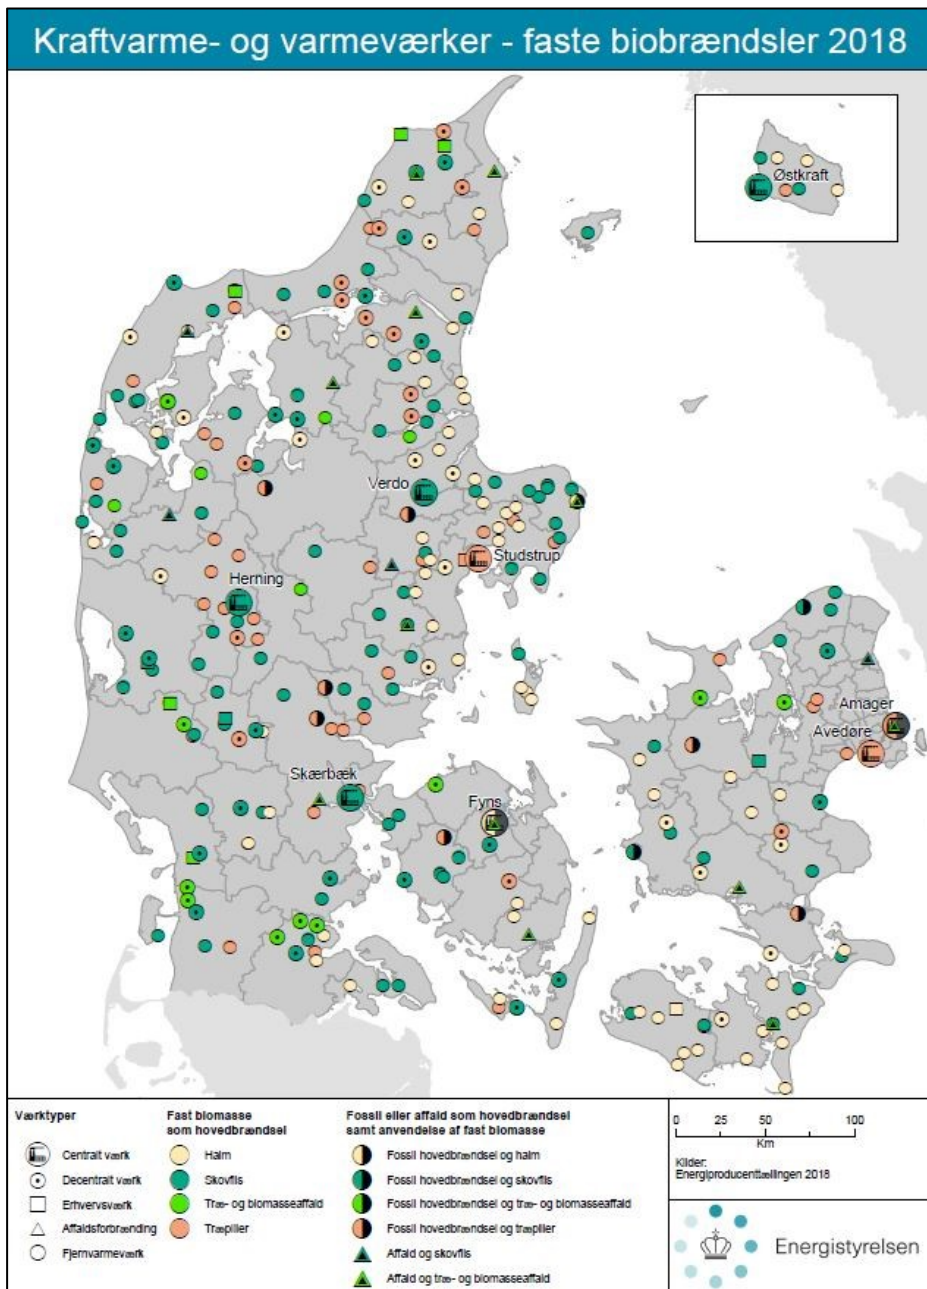 Kraftvarme- og varmeværker - faste biobrændsler 2018
Østkraft
Verdo
Studstrup
Herning
Amager
Avedøre
Skærbæk
Fyns
Værktyper
Centralt værk
Decentralt værk
Erhvervsværk
Affaldsforbrænding
Fjernvarmeværk
Fast biomasse
som hovedbrændsel
Halm
Skovflis
Træ- og biomasseaffald
Træpiller
Fossil eller affald som hovedbrændsel
samt anvendelse af fast biomasse
Fossil hovedbrændsel og halm
Fossil hovedbrændsel og skovflis
Fossil hovedbrændsel og træ- og biomasseaffald
Fossil hovedbrændsel og træpiller
Affald og skovflis
Affald og træ- og biomasseaffald
0 25 50 100
Km
Kilder:
Energiproducenttællingen 2018
Energistyrelsen